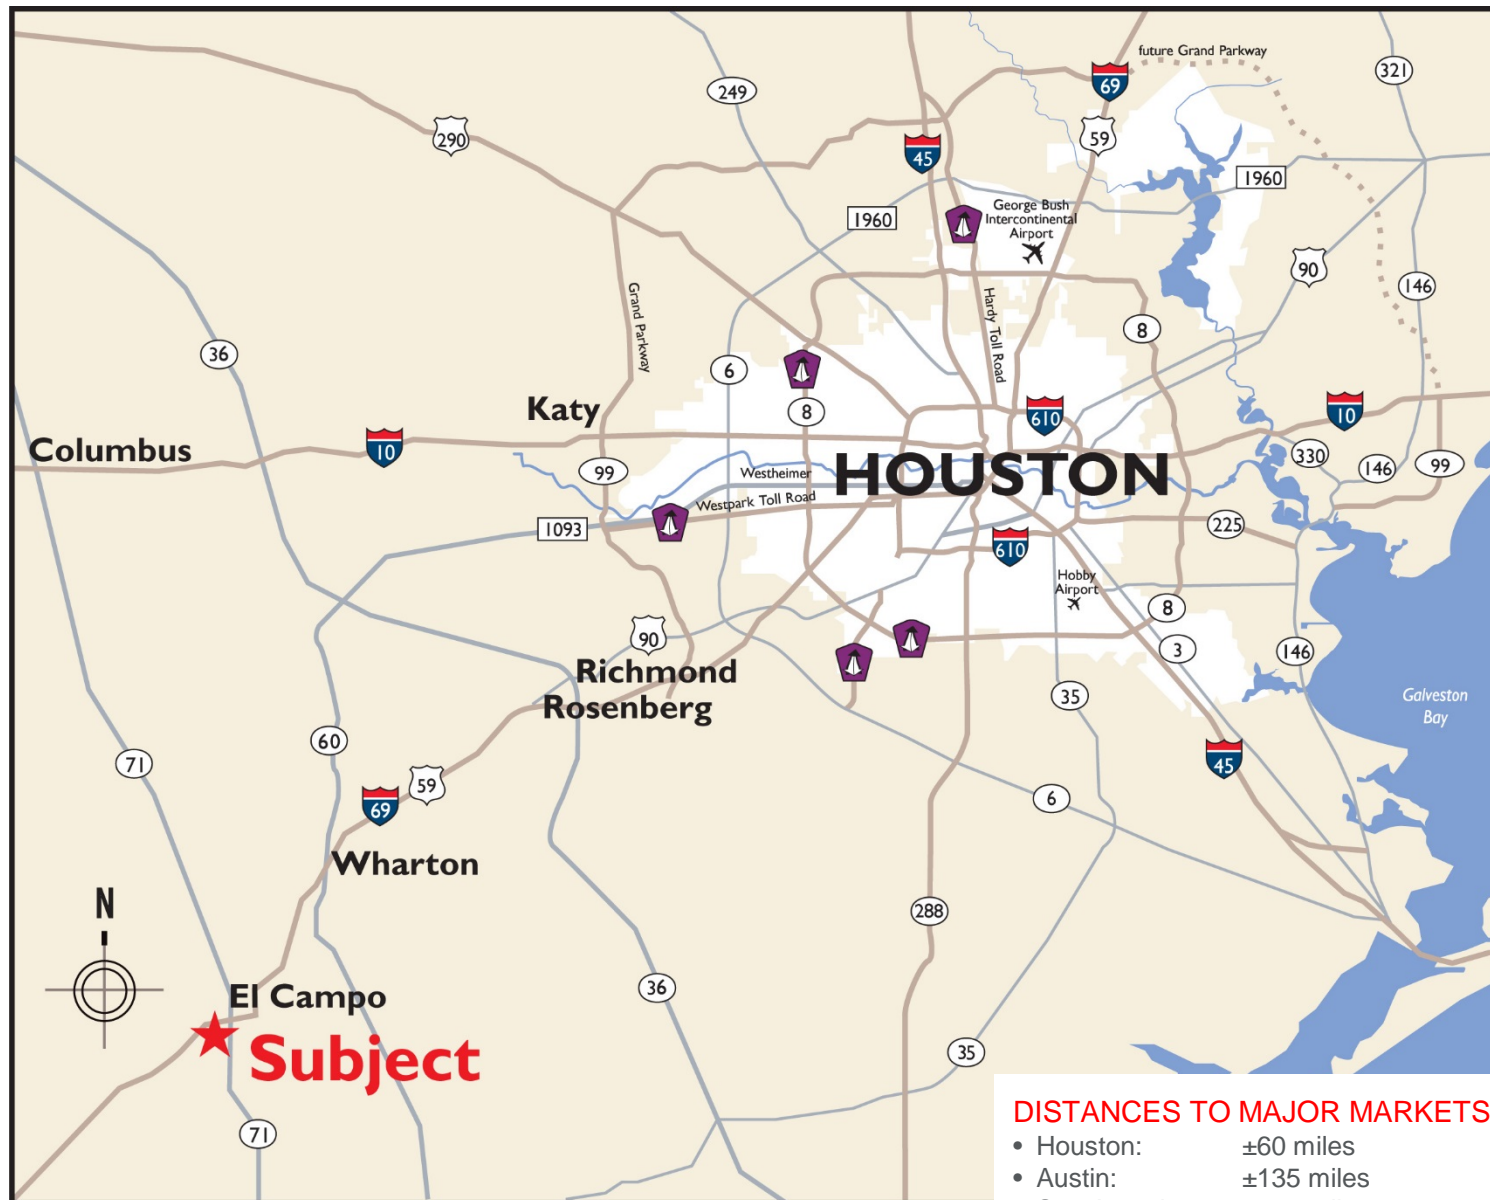 future Grand Parkway
321
69
249
59
290
45
1960
1960
George Bush
Intercontinental
Airport
90
146
Grand Parkway
Hardy Toll Road
8
36
6
8
Katy
610
10
Columbus
10
99
Westheimer
HOUSTON
330
146
99
Westpark Toll Road
1093
225
610
Hobby
Airport
8
90
3
146
Richmond
Rosenberg
35
Galveston
Bay
60
71
59
45
69
6
Wharton
N
288
36
El Campo
Subject
35
71
DISTANCES TO MAJOR MARKETS
• Houston: ±60 miles
• Austin: ±135 miles